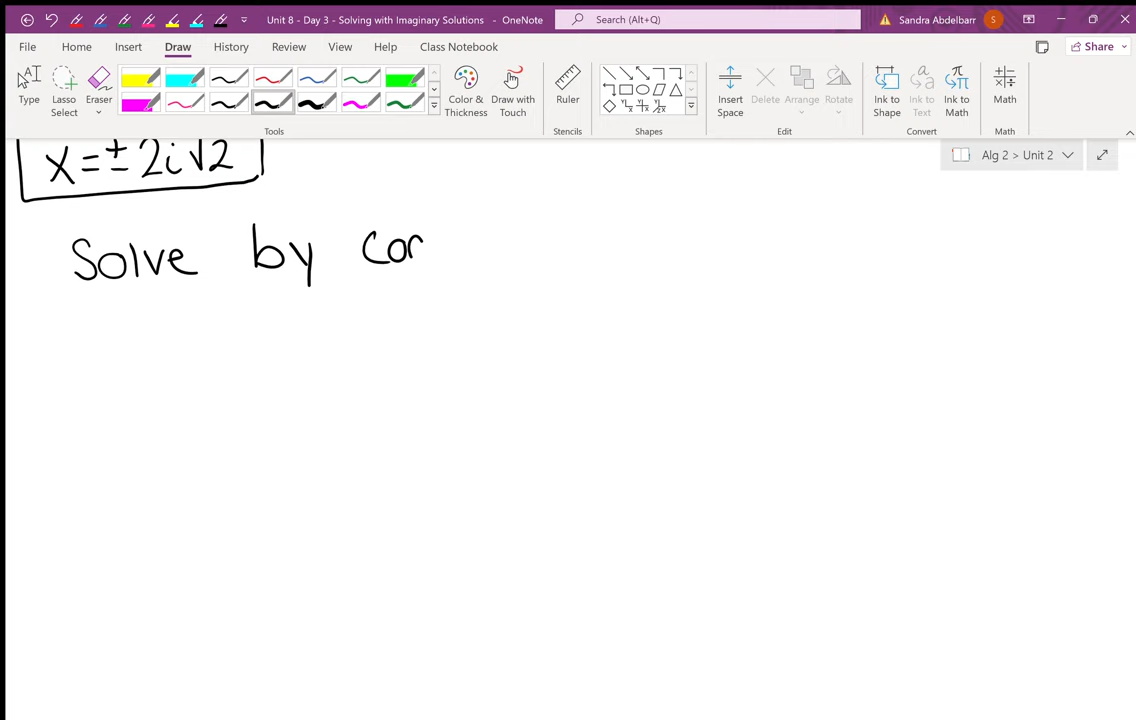 Unit 8 - Day 3 - Solving with Imaginary Solutions - OneNote
Search (Alt+Q)
Sandra Abdelbarr
S
File Home Insert Draw History Review View Help Class Notebook
Share
Type
Lasso Select
Eraser
Color & Thickness
Draw with Touch
Ruler
Insert Space
Delete
Arrange
Rotate
Ink to Shape
Ink to Text
Ink to Math
Math
Tools
Stencils
Shapes
Edit
Convert
Math
Alg 2 > Unit 2
x = ± 2i√2
Solve by con